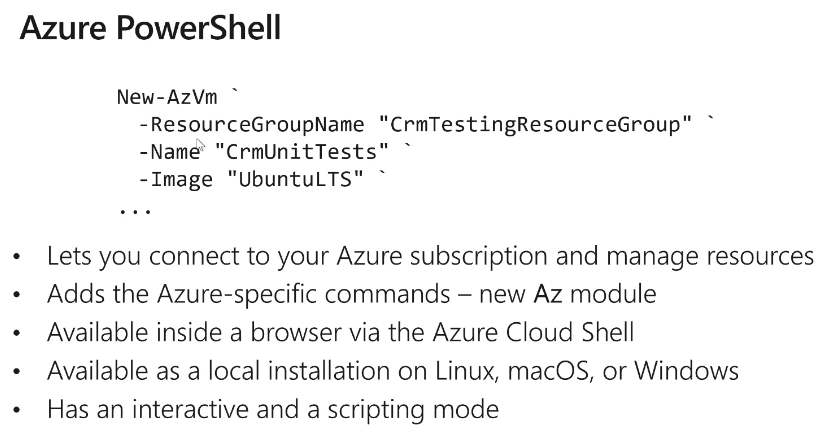 Azure PowerShell
New-AzVm `
-ResourceGroupName "CrmTestingResourceGroup" `
-Name "CrmUnitTests" `
-Image "UbuntuLTS" `
...
• Lets you connect to your Azure subscription and manage resources
• Adds the Azure-specific commands – new Az module
• Available inside a browser via the Azure Cloud Shell
• Available as a local installation on Linux, macOS, or Windows
• Has an interactive and a scripting mode